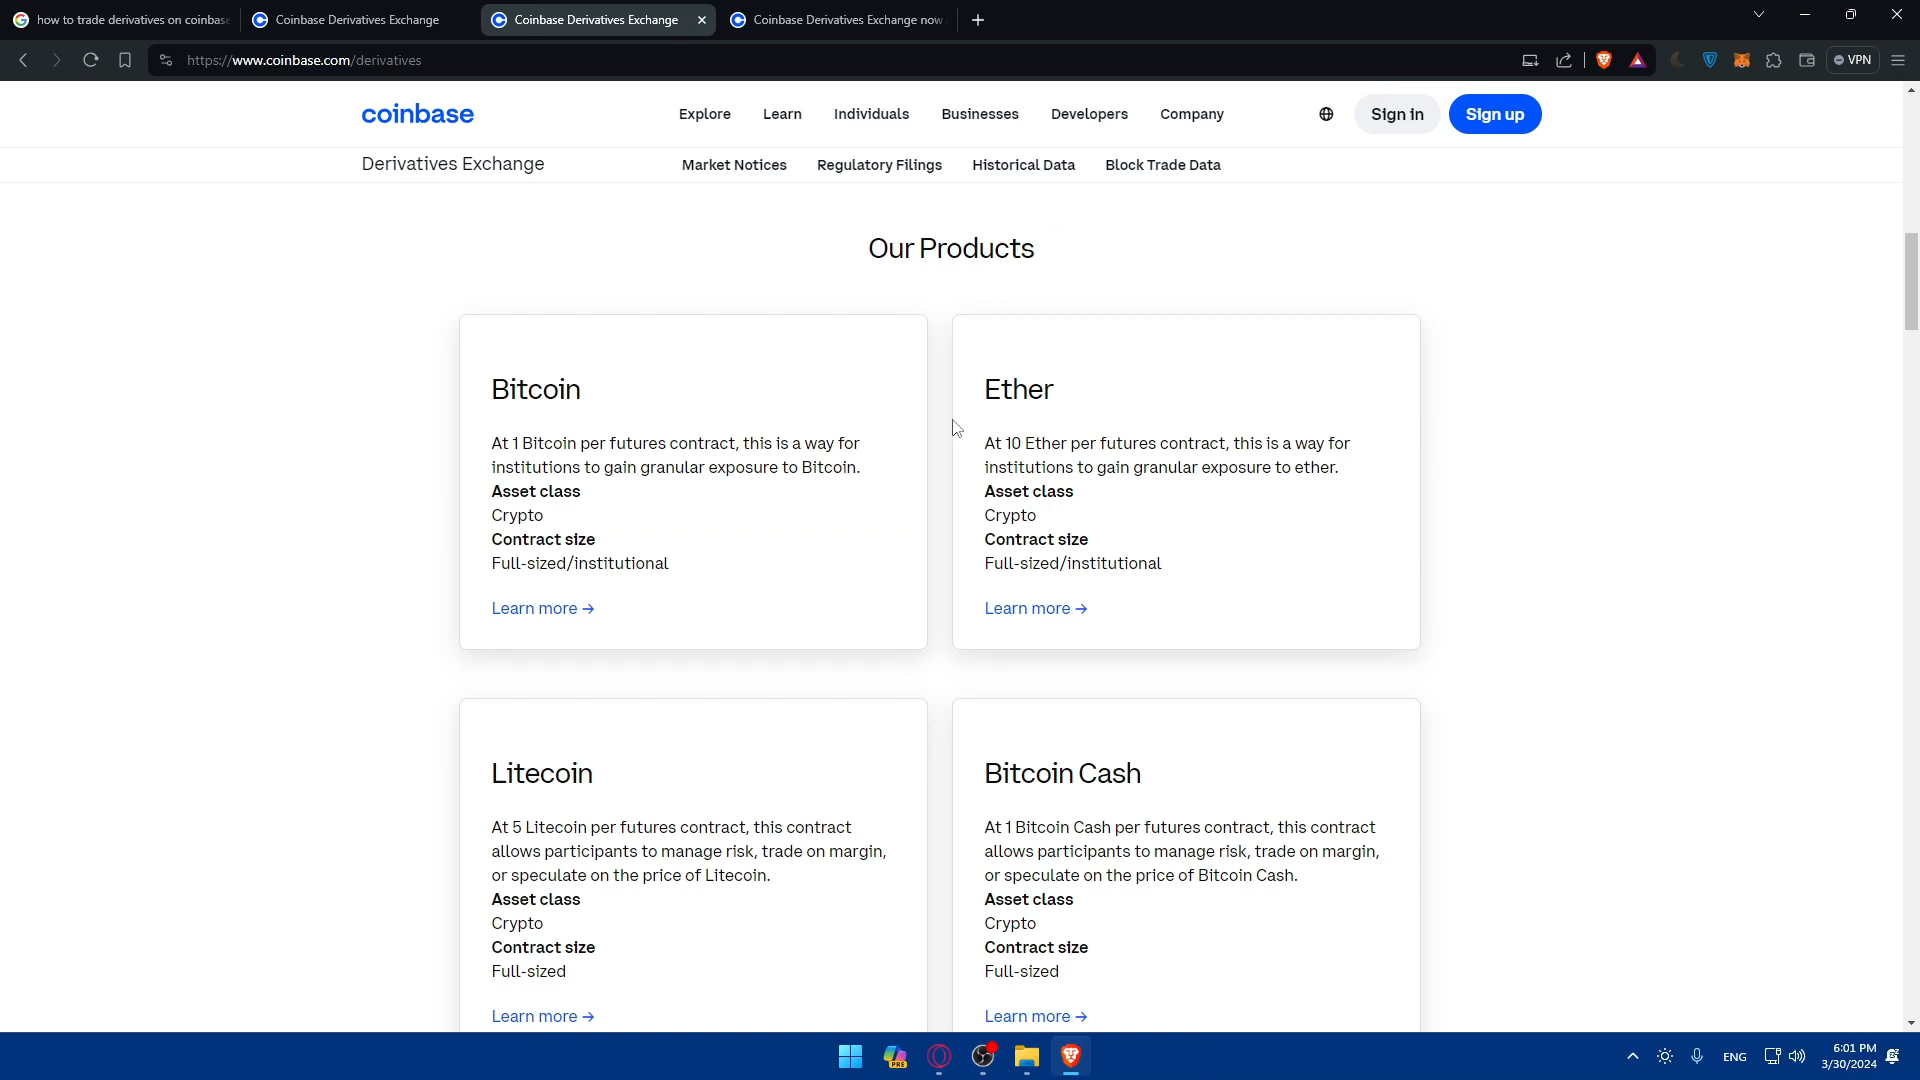 how to trade derivatives on coinbase
Coinbase Derivatives Exchange
Coinbase Derivatives Exchange
Coinbase Derivatives Exchange now
https://www.coinbase.com/derivatives
VPN
coinbase
Explore
Learn
Individuals
Businesses
Developers
Company
Sign in
Sign up
Derivatives Exchange
Market Notices
Regulatory Filings
Historical Data
Block Trade Data
Our Products
Bitcoin
At 1 Bitcoin per futures contract, this is a way for
institutions to gain granular exposure to Bitcoin.
Asset class
Crypto
Contract size
Full-sized/institutional
Learn more →
Ether
At 10 Ether per futures contract, this is a way for
institutions to gain granular exposure to ether.
Asset class
Crypto
Contract size
Full-sized/institutional
Learn more →
Litecoin
At 5 Litecoin per futures contract, this contract
allows participants to manage risk, trade on margin,
or speculate on the price of Litecoin.
Asset class
Crypto
Contract size
Full-sized
Learn more →
Bitcoin Cash
At 1 Bitcoin Cash per futures contract, this contract
allows participants to manage risk, trade on margin,
or speculate on the price of Bitcoin Cash.
Asset class
Crypto
Contract size
Full-sized
Learn more →
PRE
ENG
6:01 PM
3/30/2024